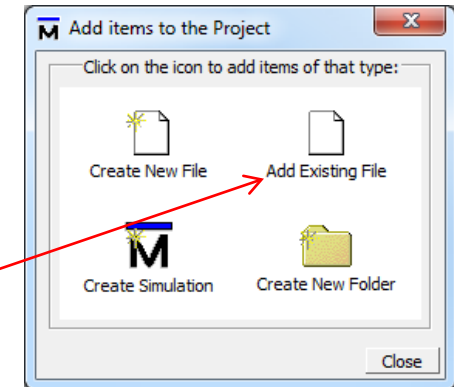 M Add items to the Project x
Click on the icon to add items of that type:
Create New File Add Existing File
M
Create Simulation Create New Folder
Close